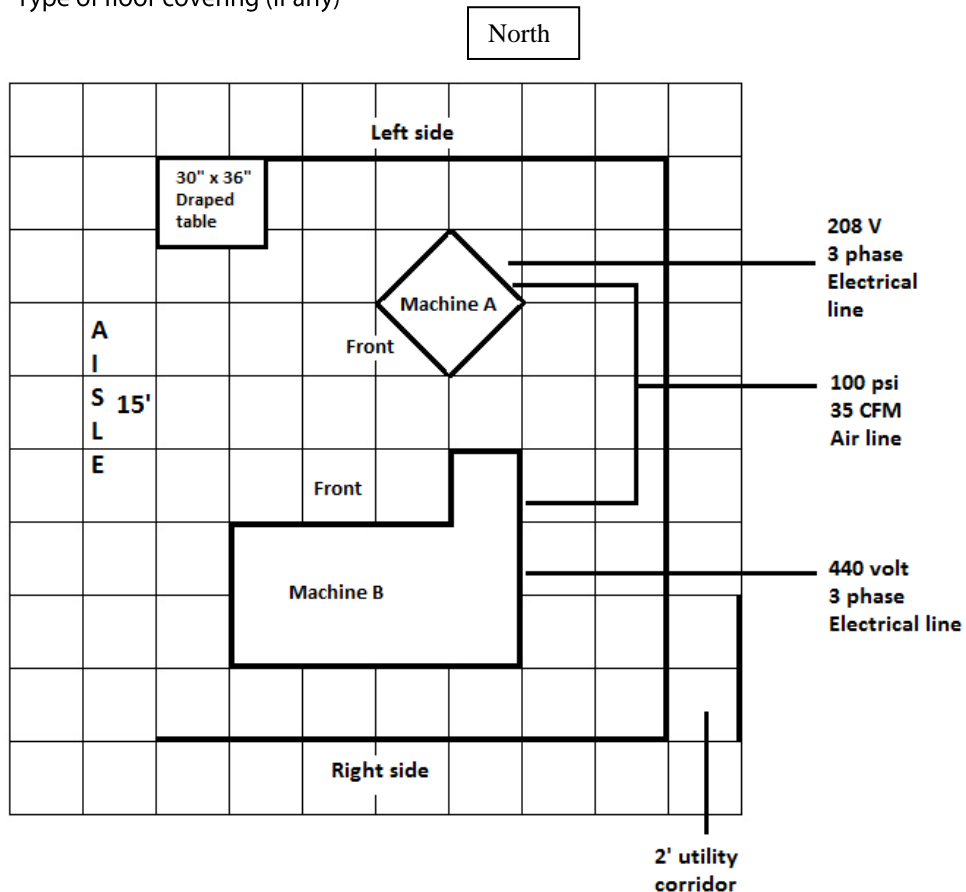 Type of floor covering (if any)
North
Left side
30" x 36"
Draped
table
208 V
3 phase
Electrical
line
Machine A
Front
A
I
S
L
E
15'
100 psi
35 CFM
Air line
Front
Machine B
440 volt
3 phase
Electrical line
Right side
2' utility
corridor